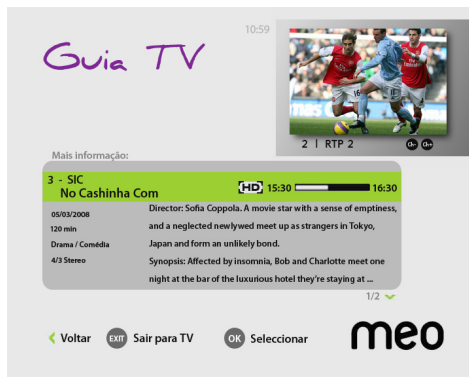 10:59
Guia TV
2 | RTP 2
CH- CH+
Mais informação:
3 - SIC
No Cashinha Com
HD 15:30 16:30
05/03/2008
120 min
Drama / Comédia
4/3 Stereo
Director: Sofia Coppola. A movie star with a sense of emptiness,
and a neglected newlywed meet up as strangers in Tokyo,
Japan and form an unlikely bond.
Synopsis: Affected by insomnia, Bob and Charlotte meet one
night at the bar of the luxurious hotel they're staying at ...
1/2
Voltar EXIT Sair para TV OK Seleccionar
meo